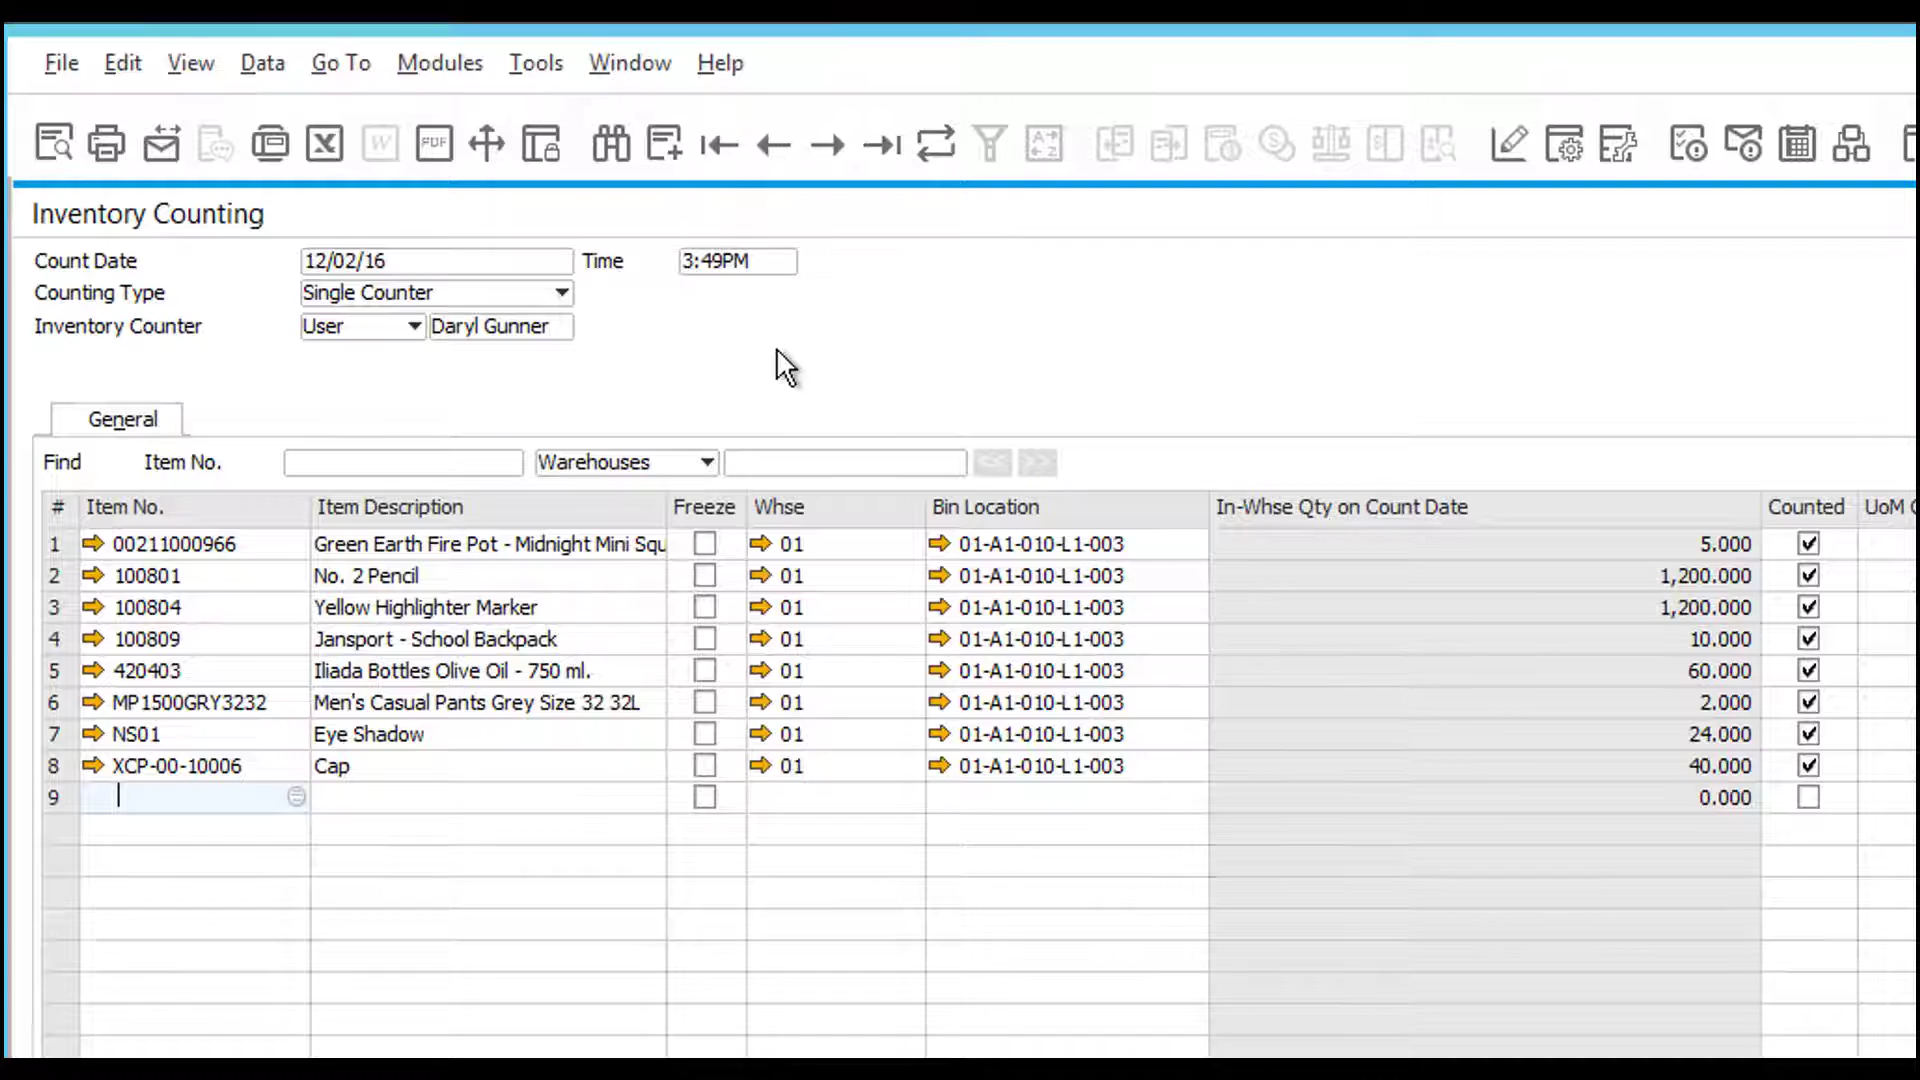 File Edit View Data Go To Modules Tools Window Help
W PDF A Z
Inventory Counting
Count Date 12/02/16 Time 3:49PM
Counting Type Single Counter
Inventory Counter User Daryl Gunner
General
Find Item No. Warehouses << >>
# Item No. Item Description Freeze Whse Bin Location In-Whse Qty on Count Date Counted UoM
1 00211000966 Green Earth Fire Pot - Midnight Mini Squ 01 01-A1-010-L1-003 5.000
2 100801 No. 2 Pencil 01 01-A1-010-L1-003 1,200.000
3 100804 Yellow Highlighter Marker 01 01-A1-010-L1-003 1,200.000
4 100809 Jansport - School Backpack 01 01-A1-010-L1-003 10.000
5 420403 Iliada Bottles Olive Oil - 750 ml. 01 01-A1-010-L1-003 60.000
6 MP1500GRY3232 Men's Casual Pants Grey Size 32 32L 01 01-A1-010-L1-003 2.000
7 NS01 Eye Shadow 01 01-A1-010-L1-003 24.000
8 XCP-00-10006 Cap 01 01-A1-010-L1-003 40.000
9 0.000